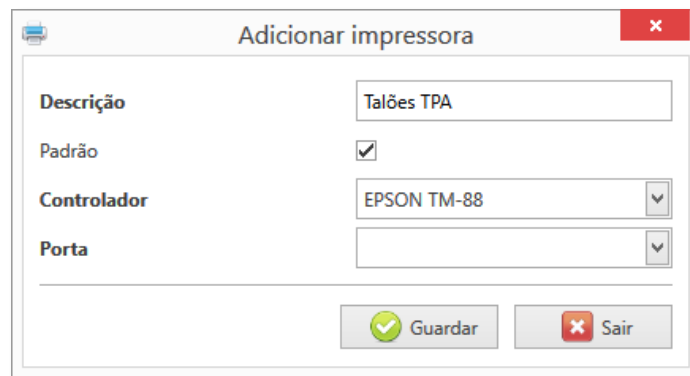 Adicionar impressora
Descrição Talões TPA
Padrão
Controlador EPSON TM-88
Porta
Guardar Sair